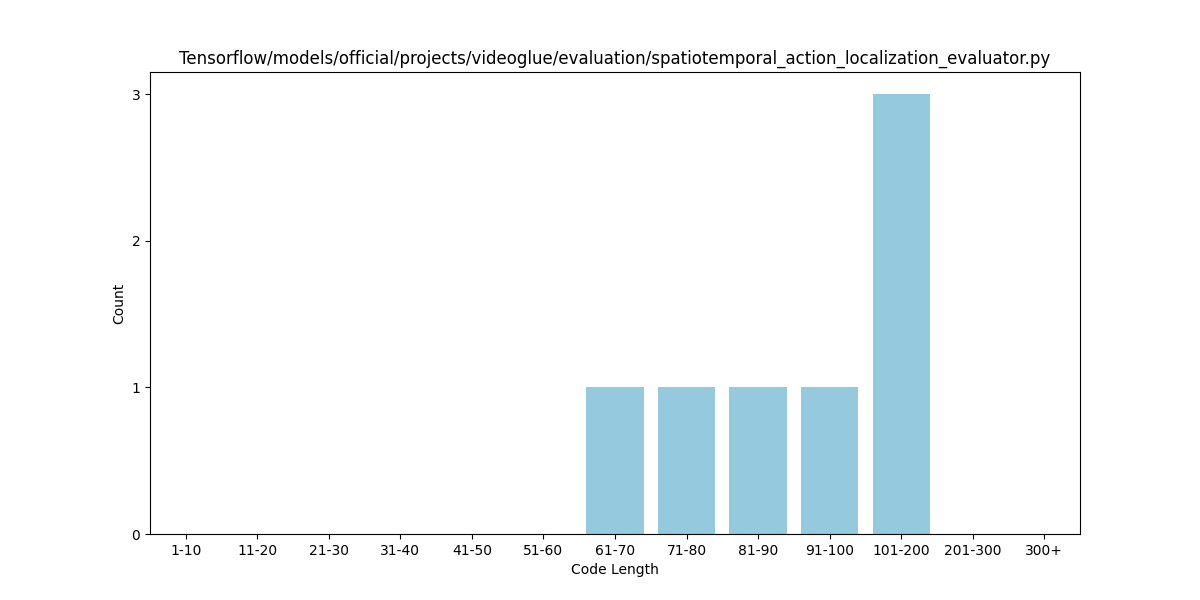 Tensorflow/models/official/projects/videoglue/evaluation/spatiotemporal_action_localization_evaluator.py
3
2
1
0
Count
1-10 11-20 21-30 31-40 41-50 51-60 61-70 71-80 81-90 91-100 101-200 201-300 300+
Code Length